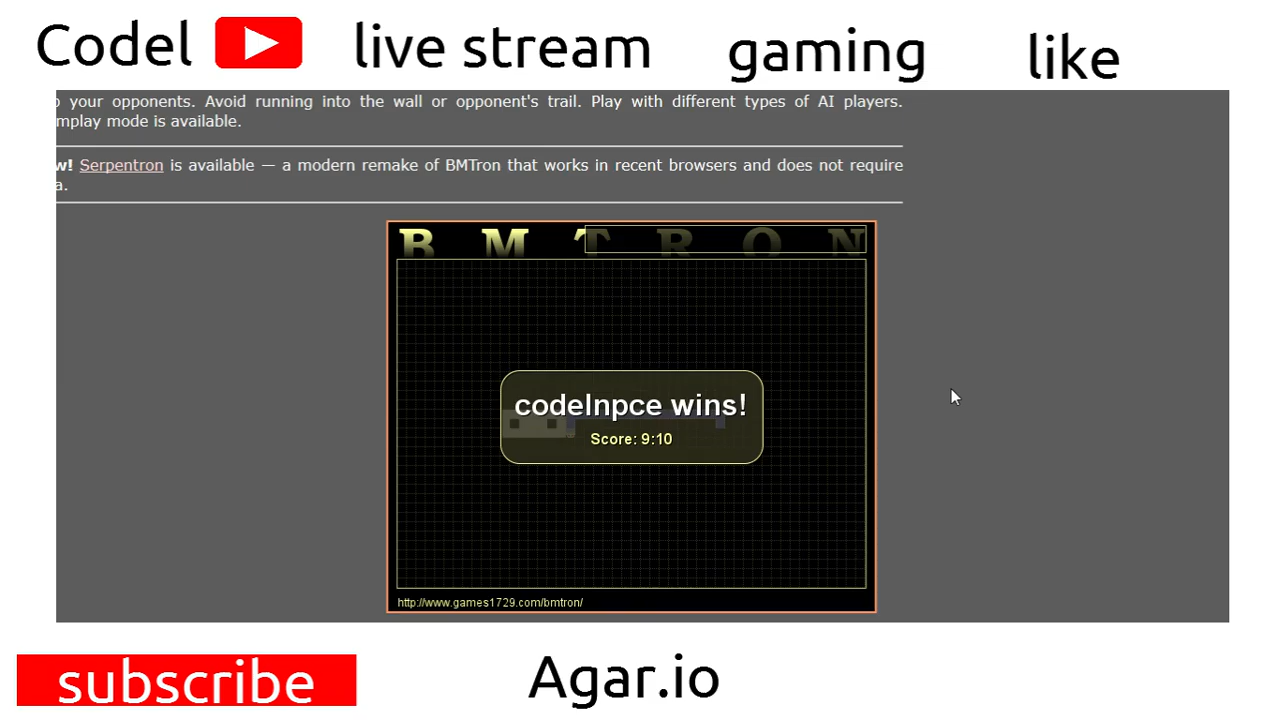 Codel live stream gaming like
o your opponents. Avoid running into the wall or opponent's trail. Play with different types of AI players.
mplay mode is available.
w! Serpentron is available — a modern remake of BMTron that works in recent browsers and does not require
a.
B M T R O N
codelnpce wins!
Score: 9:10
http://www.games1729.com/bmtron/
subscribe Agar.io